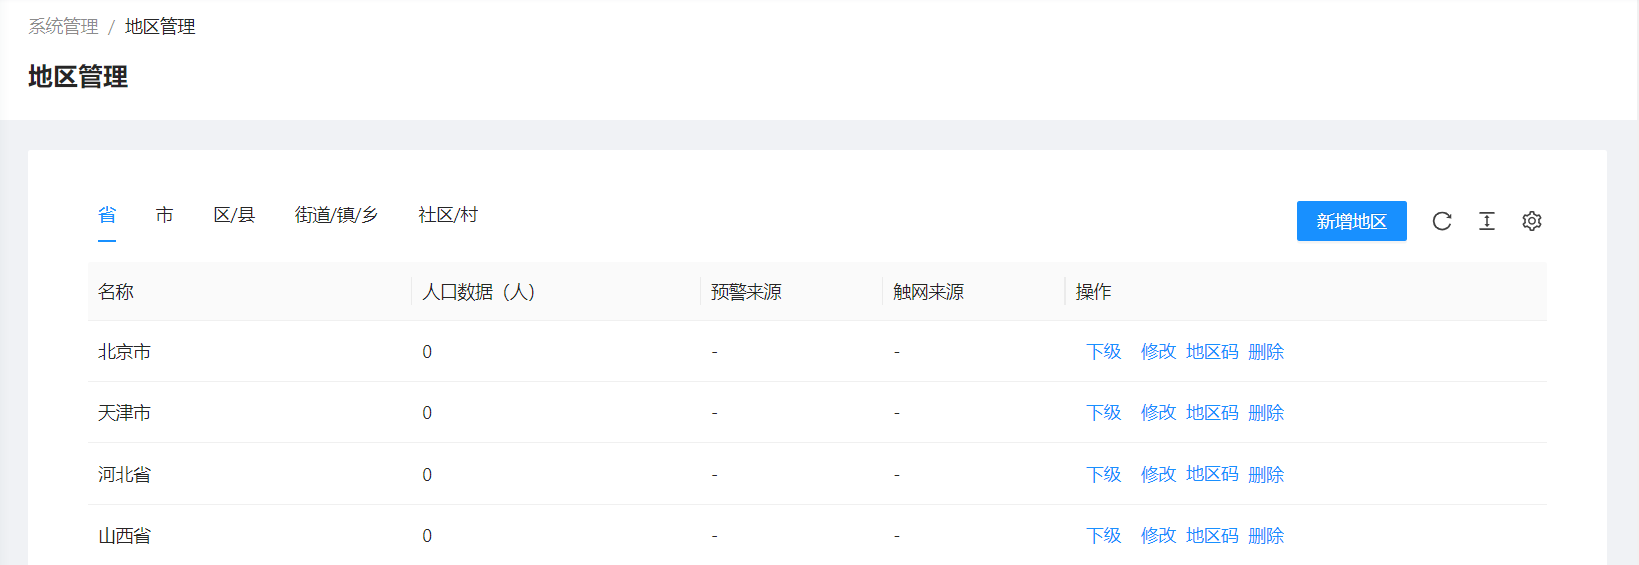 系统管理 / 地区管理
地区管理
省 市 区/县 街道/镇/乡 社区/村 新增地区
名称 人口数据（人） 预警来源 触网来源 操作
北京市 0 - - 下级 修改 地区码 删除
天津市 0 - - 下级 修改 地区码 删除
河北省 0 - - 下级 修改 地区码 删除
山西省 0 - - 下级 修改 地区码 删除